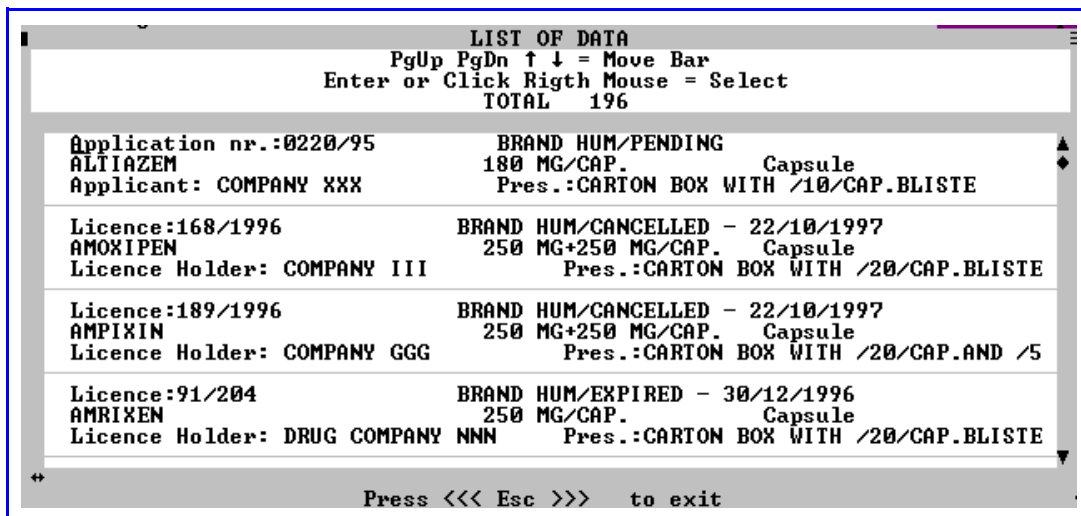 LIST OF DATA
PgUp PgDn ↑ ↓ = Move Bar
Enter or Click Rigth Mouse = Select
TOTAL 196
Application nr.:0220/95 BRAND HUM/PENDING
ALTIAZEM 180 MG/CAP. Capsule
Applicant: COMPANY XXX Pres.:CARTON BOX WITH /10/CAP.BLISTE
Licence:168/1996 BRAND HUM/CANCELLED - 22/10/1997
AMOXIPEN 250 MG+250 MG/CAP. Capsule
Licence Holder: COMPANY III Pres.:CARTON BOX WITH /20/CAP.BLISTE
Licence:189/1996 BRAND HUM/CANCELLED - 22/10/1997
AMPIXIN 250 MG+250 MG/CAP. Capsule
Licence Holder: COMPANY GGG Pres.:CARTON BOX WITH /20/CAP.AND /5
Licence:91/204 BRAND HUM/EXPIRED - 30/12/1996
AMRIXEN 250 MG/CAP. Capsule
Licence Holder: DRUG COMPANY NNN Pres.:CARTON BOX WITH /20/CAP.BLISTE
Press <<< Esc >>> to exit